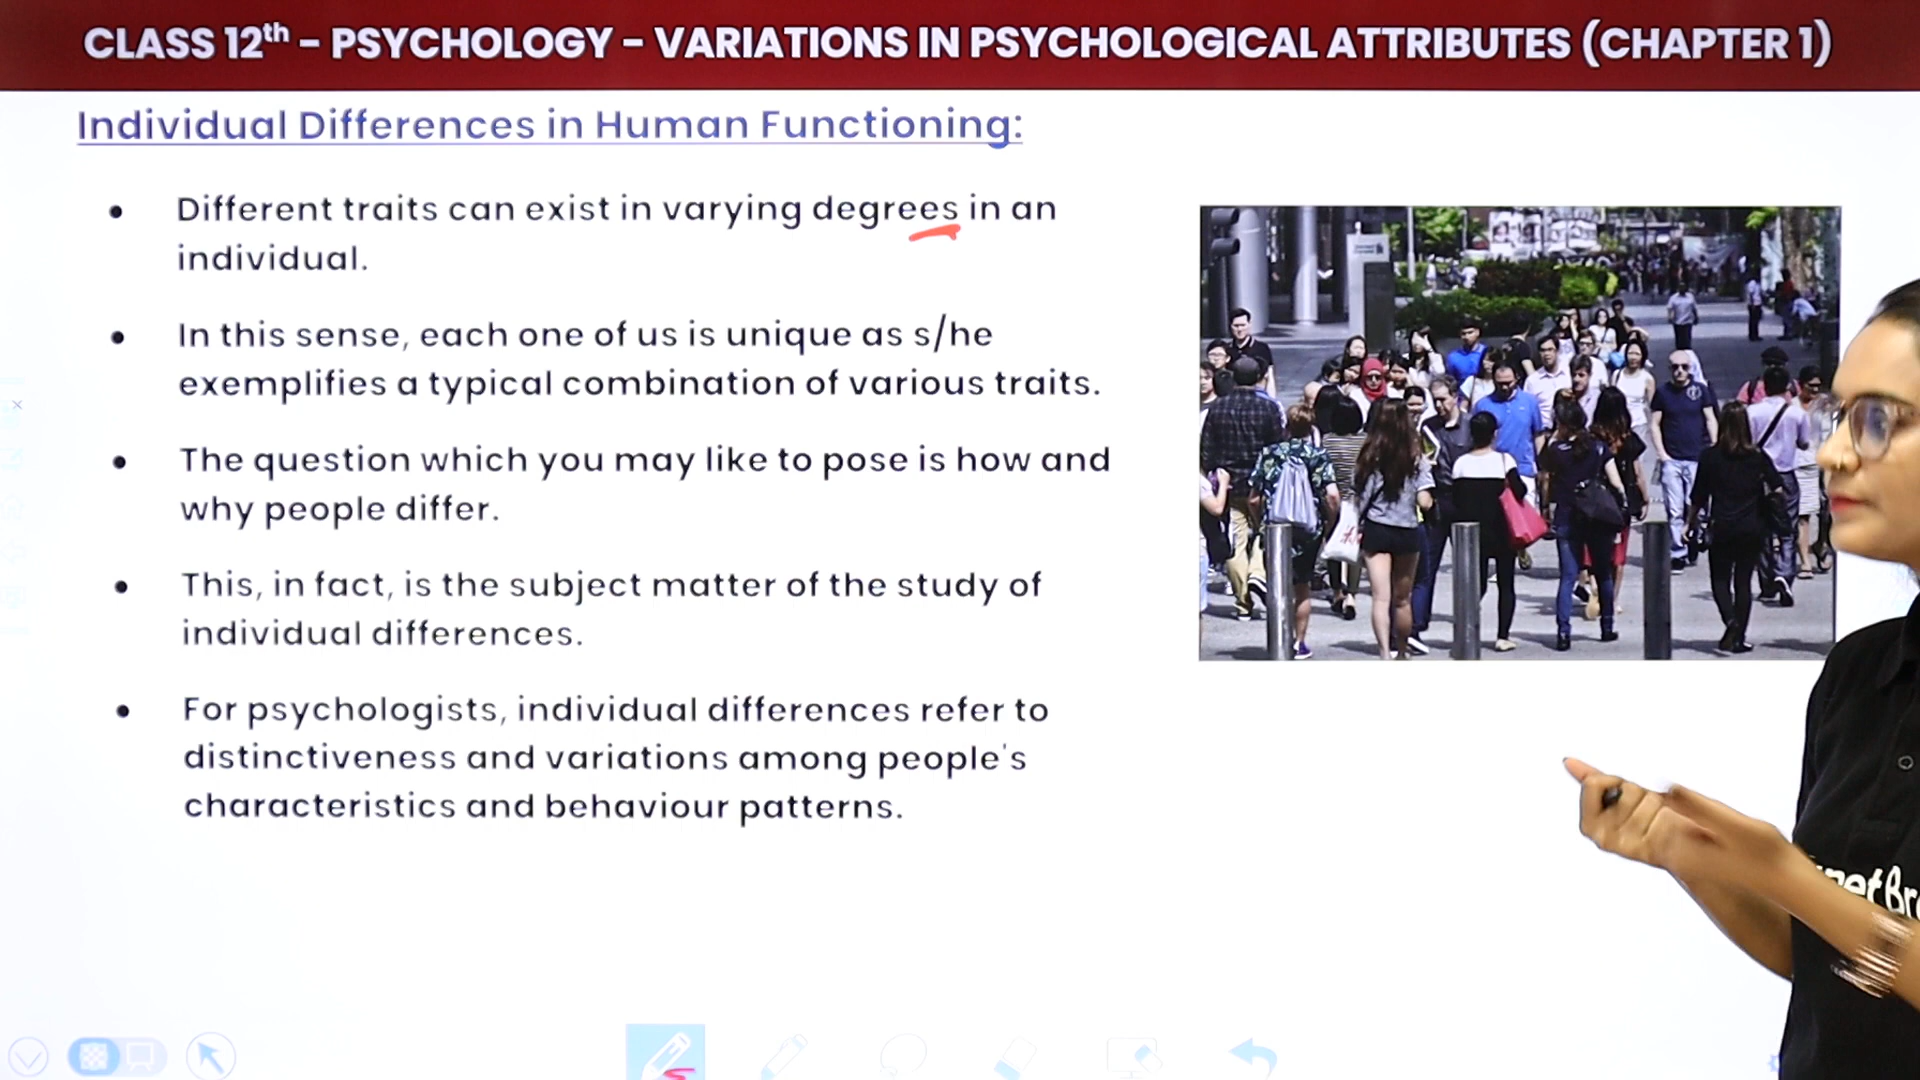 CLASS 12th – PSYCHOLOGY – VARIATIONS IN PSYCHOLOGICAL ATTRIBUTES (CHAPTER 1)
Individual Differences in Human Functioning:
• Different traits can exist in varying degrees in an
individual.
• In this sense, each one of us is unique as s/he
exemplifies a typical combination of various traits.
• The question which you may like to pose is how and
why people differ.
• This, in fact, is the subject matter of the study of
individual differences.
• For psychologists, individual differences refer to
distinctiveness and variations among people's
characteristics and behaviour patterns.